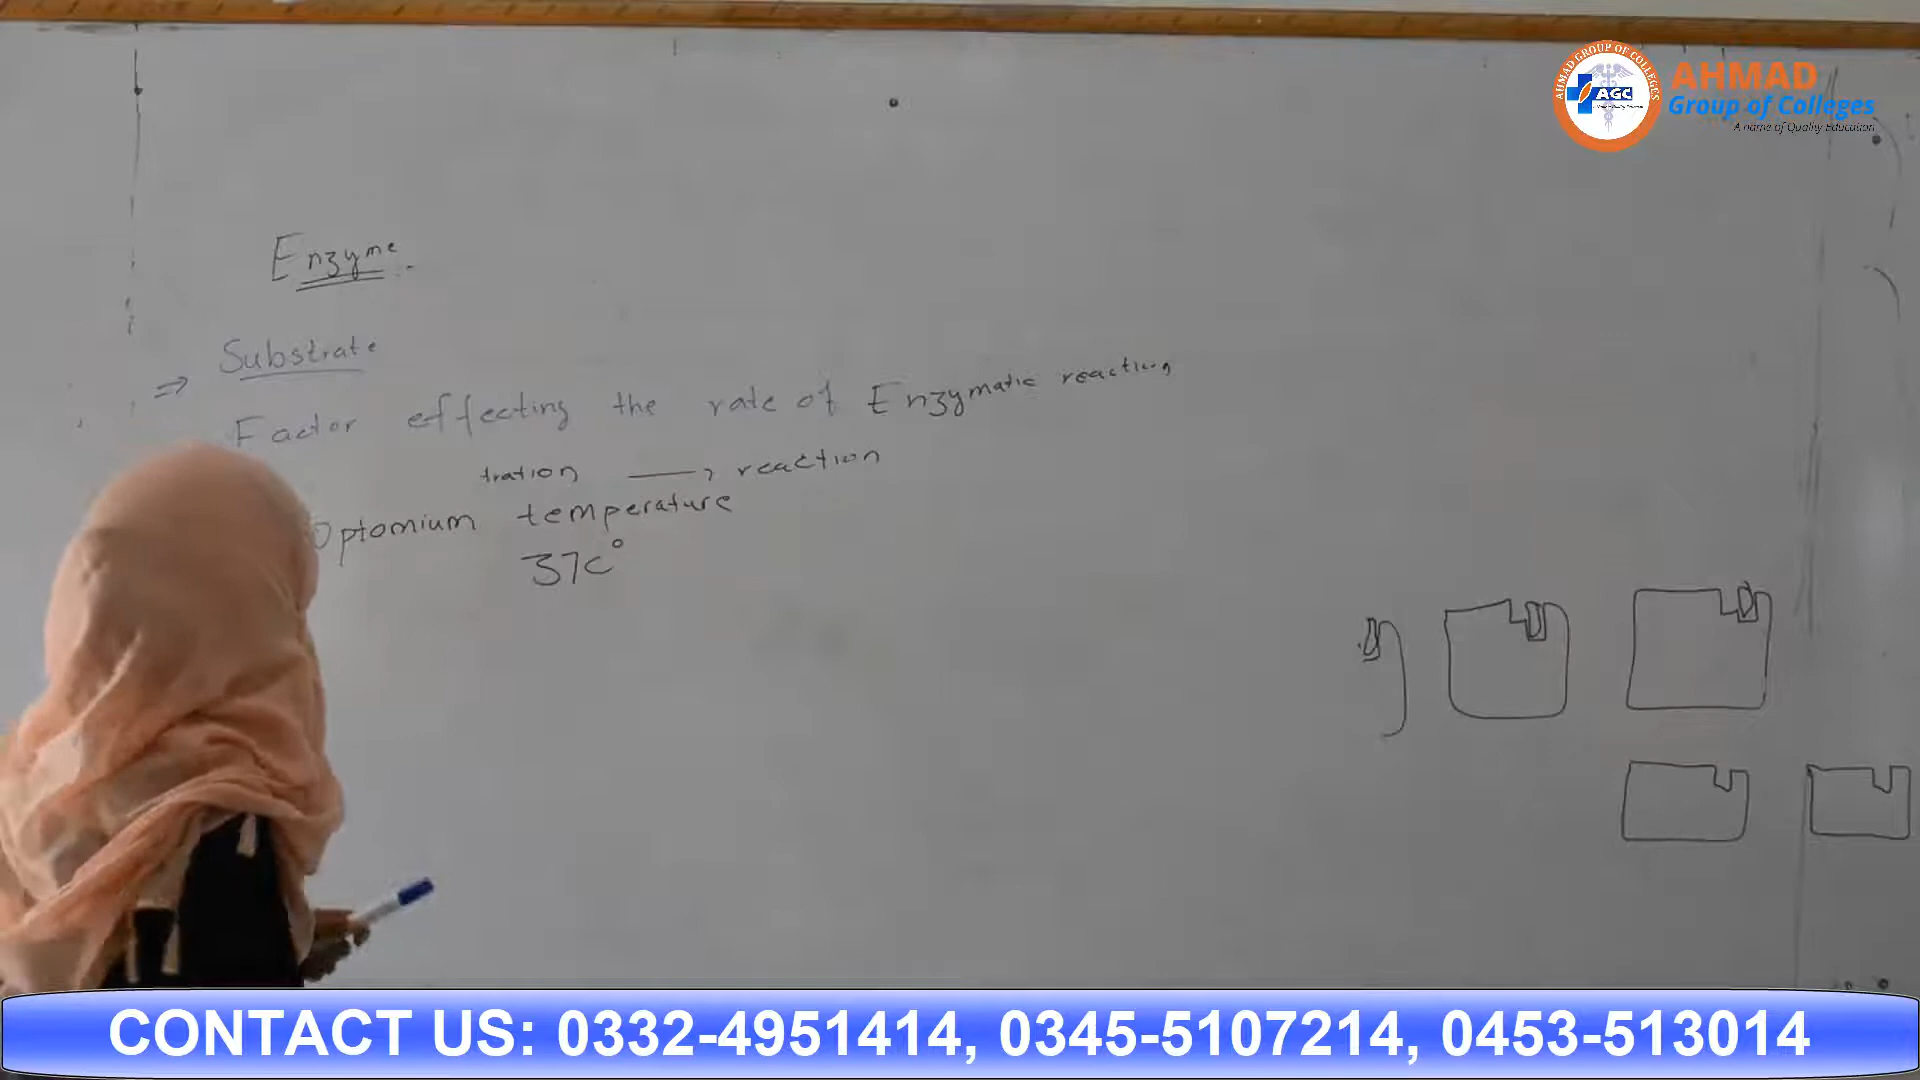 AHMAD GROUP OF COLLEGES
AGC
AHMAD
Group of Colleges
A name of Quality Education
Enzyme
Substrate
⇒
Factor effecting the rate of Enzymatic reaction
tration → reaction
Optomium temperature
37c°
CONTACT US: 0332-4951414, 0345-5107214, 0453-513014